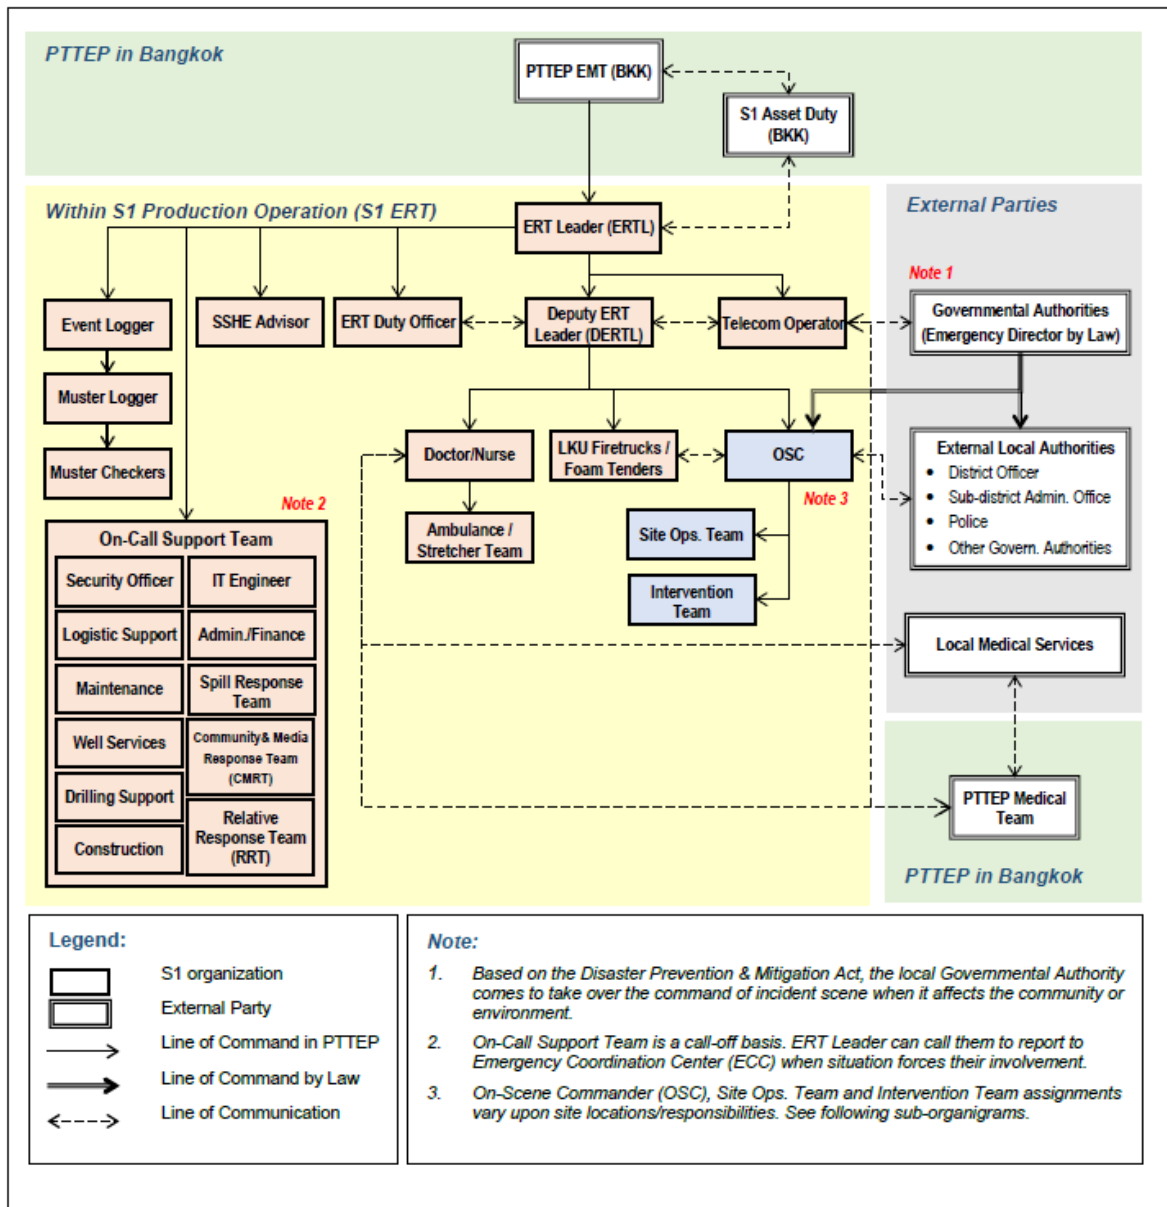 PTTEP in Bangkok
PTTEP EMT (BKK)
S1 Asset Duty
(BKK)
Within S1 Production Operation (S1 ERT)
ERT Leader (ERTL)
External Parties
Note 1
Event Logger
SSHE Advisor
ERT Duty Officer
Deputy ERT
Leader (DERTL)
Telecom Operator
Governmental Authorities
(Emergency Director by Law)
Muster Logger
Muster Checkers
Doctor/Nurse
LKU Firetrucks /
Foam Tenders
OSC
External Local Authorities
• District Officer
• Sub-district Admin. Office
• Police
• Other Govern. Authorities
Note 2
Note 3
On-Call Support Team
Ambulance /
Stretcher Team
Site Ops. Team
Intervention
Team
Security Officer
IT Engineer
Logistic Support
Admin./Finance
Maintenance
Spill Response
Team
Well Services
Community& Media
Response Team
(CMRT)
Drilling Support
Construction
Relative
Response Team
(RRT)
Local Medical Services
PTTEP Medical
Team
PTTEP in Bangkok
Legend:
S1 organization
External Party
Line of Command in PTTEP
Line of Command by Law
Line of Communication
Note:
1. Based on the Disaster Prevention & Mitigation Act, the local Governmental Authority
comes to take over the command of incident scene when it affects the community or
environment.
2. On-Call Support Team is a call-off basis. ERT Leader can call them to report to
Emergency Coordination Center (ECC) when situation forces their involvement.
3. On-Scene Commander (OSC), Site Ops. Team and Intervention Team assignments
vary upon site locations/responsibilities. See following sub-organigrams.